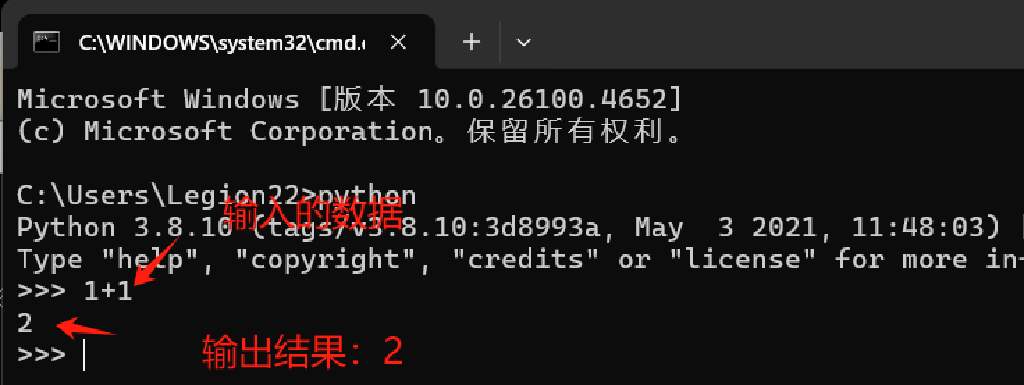 C:\WINDOWS\system32\cmd.
Microsoft Windows [版本 10.0.26100.4652]
(c) Microsoft Corporation。保留所有权利。
C:\Users\Legion22>python
输入的数据
Python 3.8.10 (tags/v3.8.10:3d8993a, May  3 2021, 11:48:03)
Type "help", "copyright", "credits" or "license" for more
>>> 1+1
2
>>>
输出结果：2